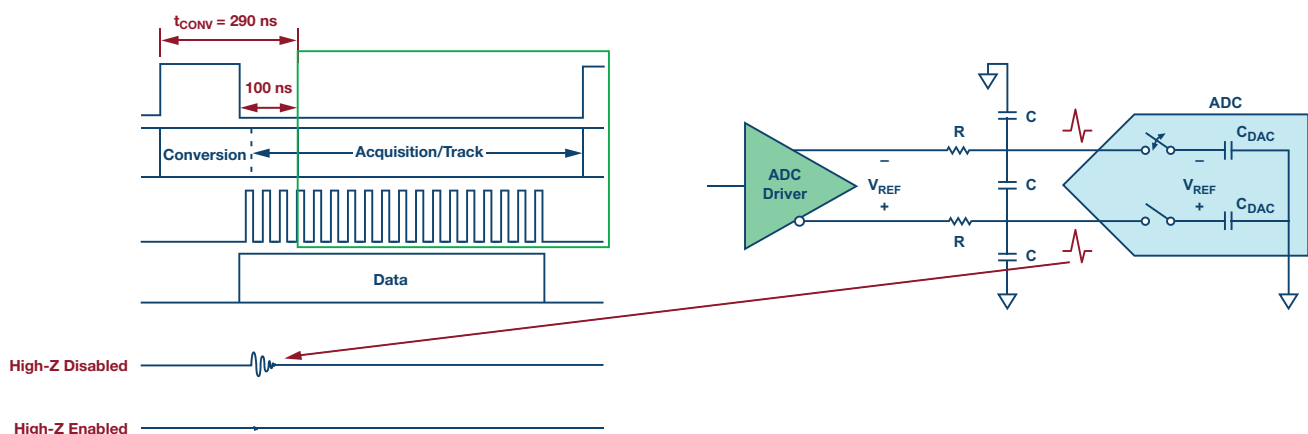 tCONV = 290 ns
100 ns
Conversion
Acquisition/Track
Data
High-Z Disabled
High-Z Enabled
ADC
Driver
R
R
–
VREF
+
C
C
C
ADC
CDAC
–
VREF
+
CDAC